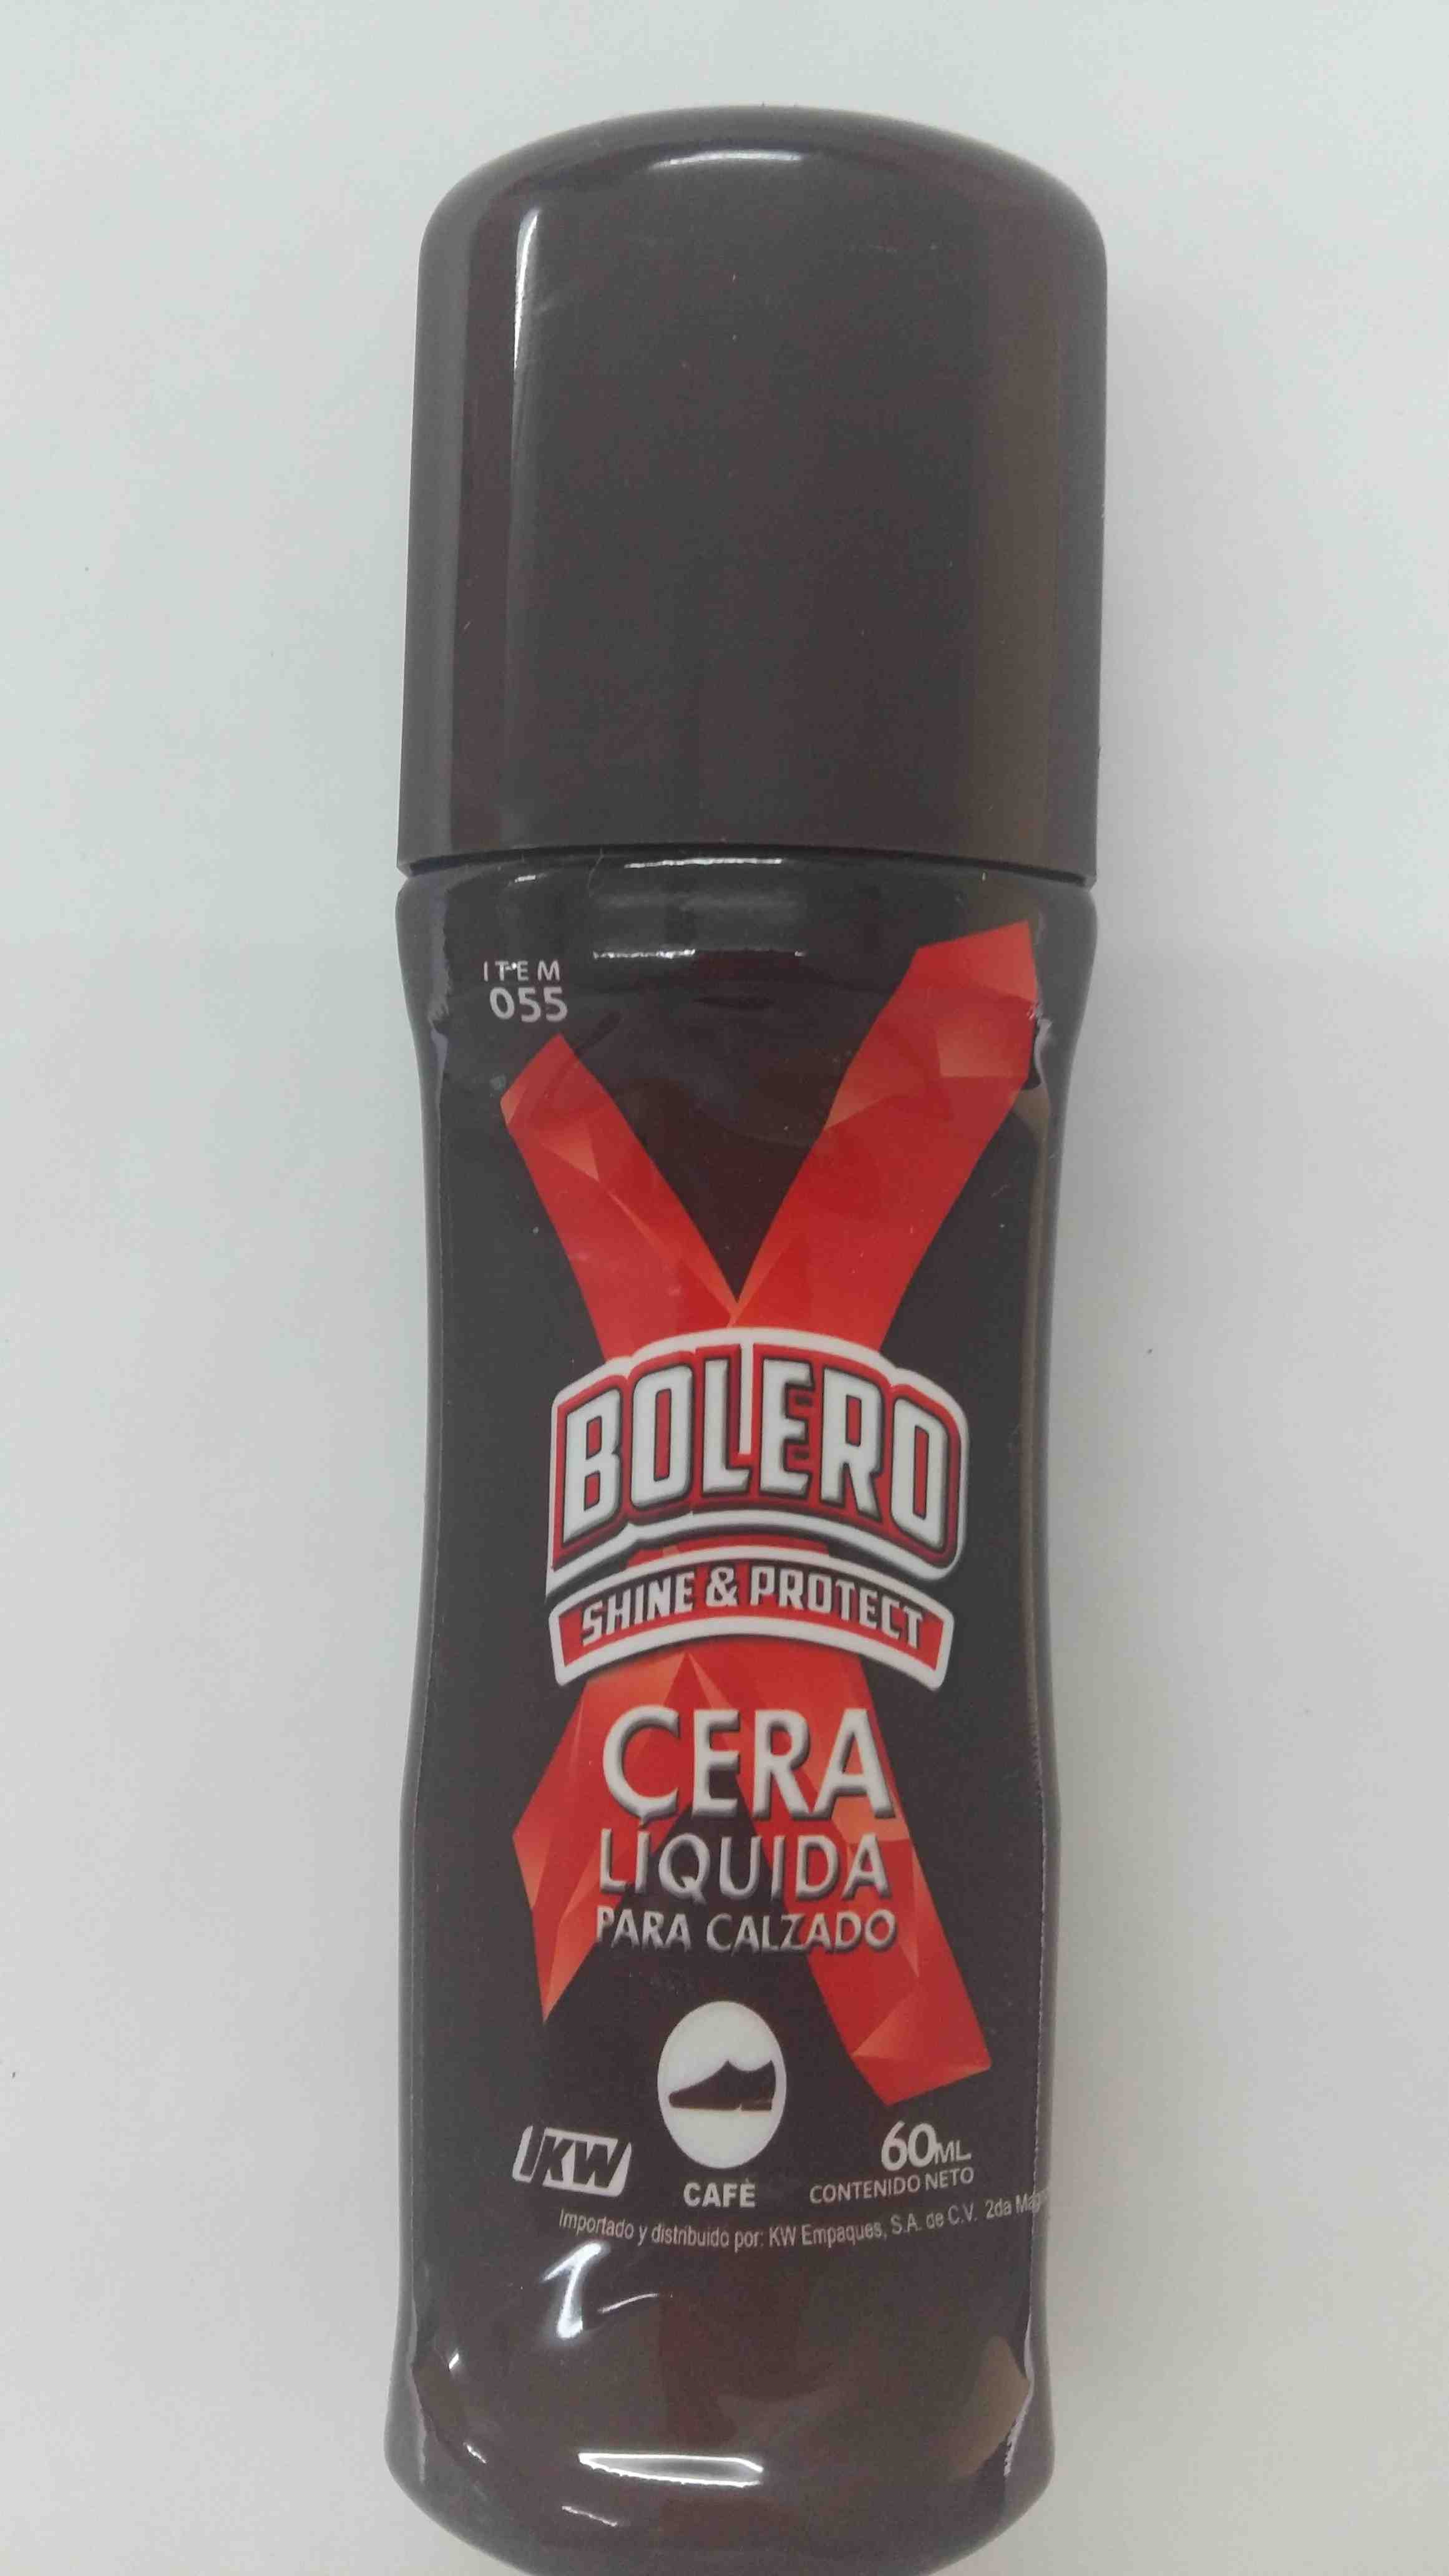 ITEM
055
BOLERO
SHINE & PROTECT
CERA
LÍQUIDA
PARA CALZADO
KW
60ML
CAFÈ
CONTENIDO NETO
Importado y distribuido por: KW Empaques, S.A. de C.V. 2da